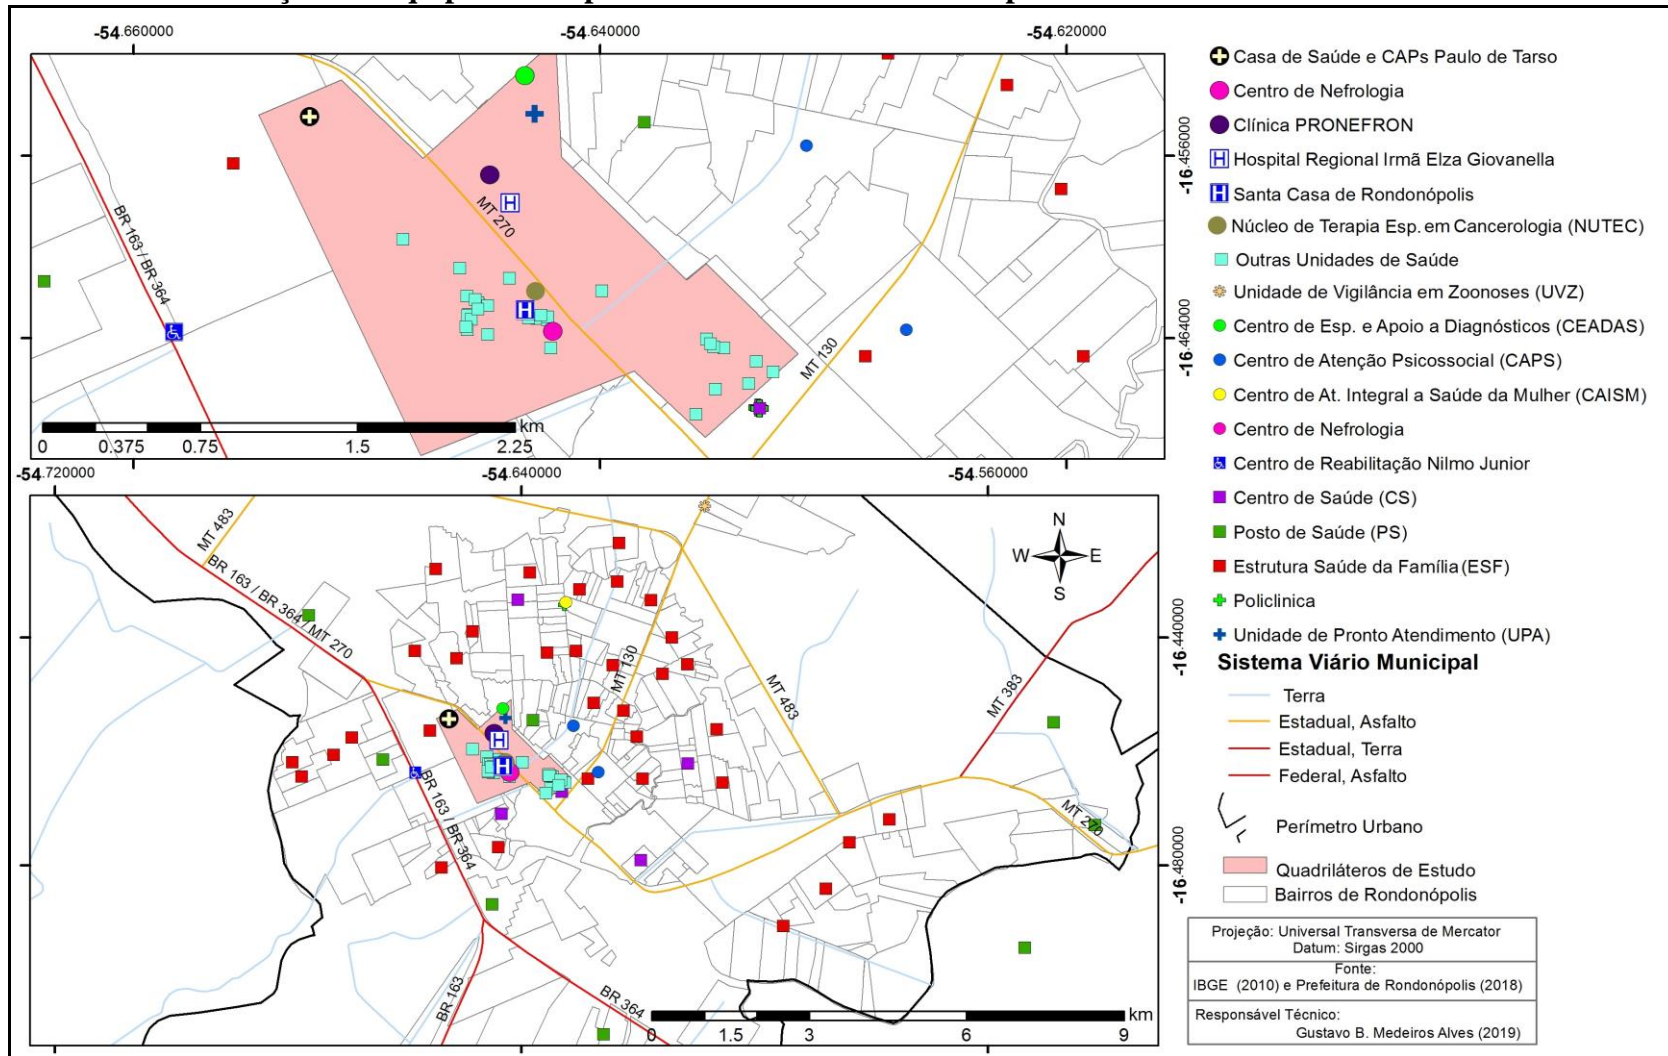 -54.660000
-54.640000
-54.620000
-16.456000
-16.464000
BR 163 / BR 364
MT 270
MT 130
km
0
0.375
0.75
1.5
2.25
-54.720000
-54.640000
-54.560000
MT 483
BR 163 / BR 364 / MT 270
MT 130
MT 483
MT 383
N
W
E
S
-16.440000
BR 163 / BR 364
-16.480000
BR 163
BR 364
km
0
1.5
3
6
9
Casa de Saúde e CAPs Paulo de Tarso
Centro de Nefrologia
Clínica PRONEFRON
Hospital Regional Irmã Elza Giovanella
Santa Casa de Rondonópolis
Núcleo de Terapia Esp. em Cancerologia (NUTEC)
Outras Unidades de Saúde
Unidade de Vigilância em Zoonoses (UVZ)
Centro de Esp. e Apoio a Diagnósticos (CEADAS)
Centro de Atenção Psicossocial (CAPS)
Centro de At. Integral a Saúde da Mulher (CAISM)
Centro de Nefrologia
Centro de Reabilitação Nilmo Junior
Centro de Saúde (CS)
Posto de Saúde (PS)
Estrutura Saúde da Família (ESF)
Policlinica
Unidade de Pronto Atendimento (UPA)
Sistema Viário Municipal
Terra
Estadual, Asfalto
Estadual, Terra
Federal, Asfalto
Perímetro Urbano
Quadriláteros de Estudo
Bairros de Rondonópolis
Projeção: Universal Transversa de Mercator
Datum: Sirgas 2000
Fonte:
IBGE (2010) e Prefeitura de Rondonópolis (2018)
Responsável Técnico:
Gustavo B. Medeiros Alves (2019)